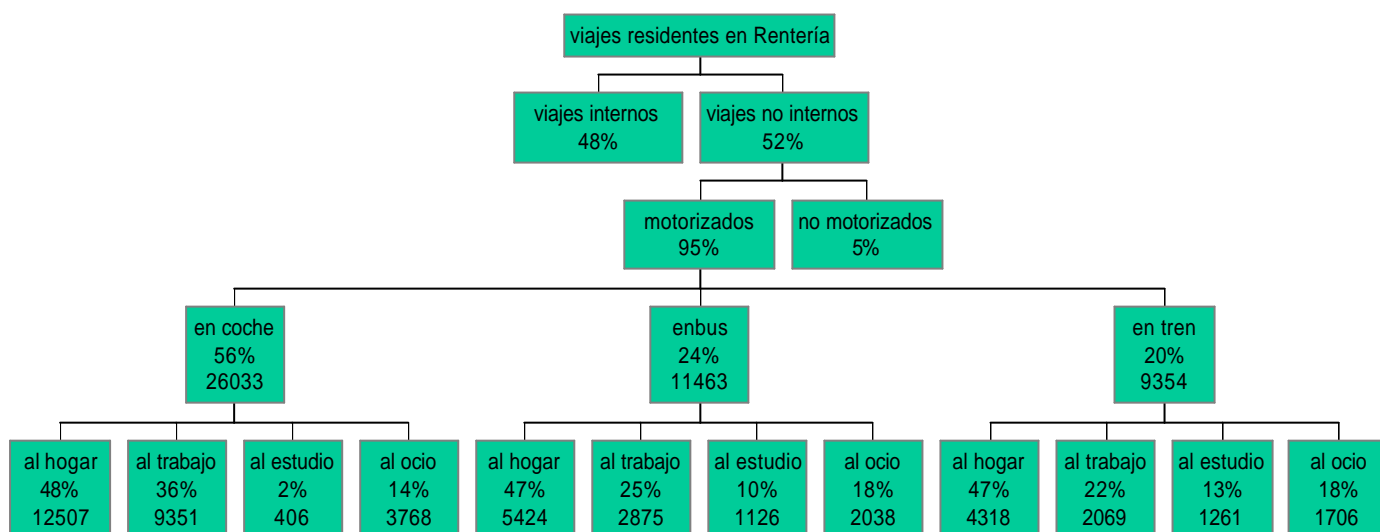 viajes residentes en Rentería
viajes internos
48%
viajes no internos
52%
motorizados
95%
no motorizados
5%
en coche
56%
26033
enbus
24%
11463
en tren
20%
9354
al hogar
48%
12507
al trabajo
36%
9351
al estudio
2%
406
al ocio
14%
3768
al hogar
47%
5424
al trabajo
25%
2875
al estudio
10%
1126
al ocio
18%
2038
al hogar
47%
4318
al trabajo
22%
2069
al estudio
13%
1261
al ocio
18%
1706